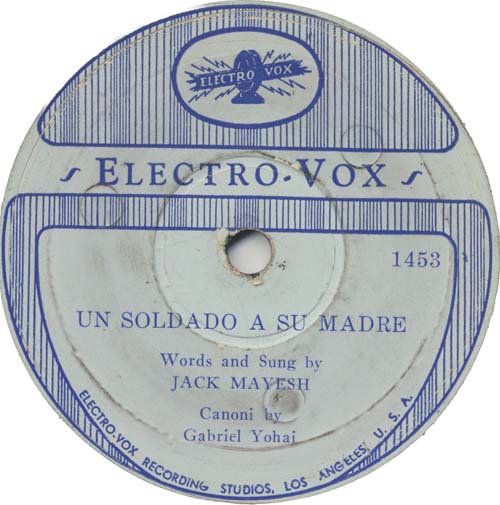 ELECTRO VOX
ELECTRO-VOX
1453
UN SOLDADO A SU MADRE
Words and Sung by
JACK MAYESH
Canoni by
Gabriel Yohai
ELECTRO-VOX RECORDING STUDIOS, LOS ANGELES, U. S. A.